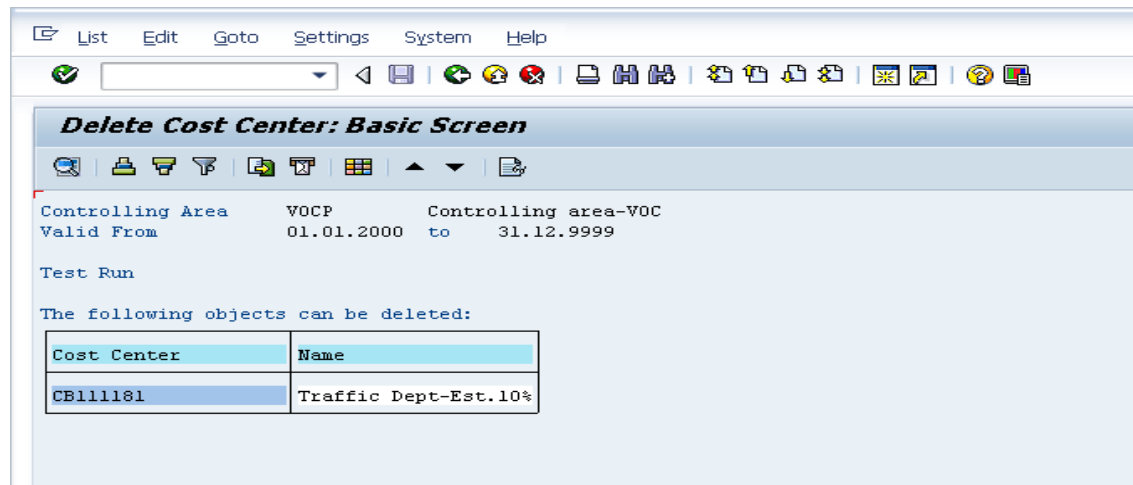 List Edit Goto Settings System Help
Delete Cost Center: Basic Screen
Controlling Area VOCP Controlling area-VOC
Valid From 01.01.2000 to 31.12.9999
Test Run
The following objects can be deleted:
Cost Center Name
CB111181 Traffic Dept-Est.10%